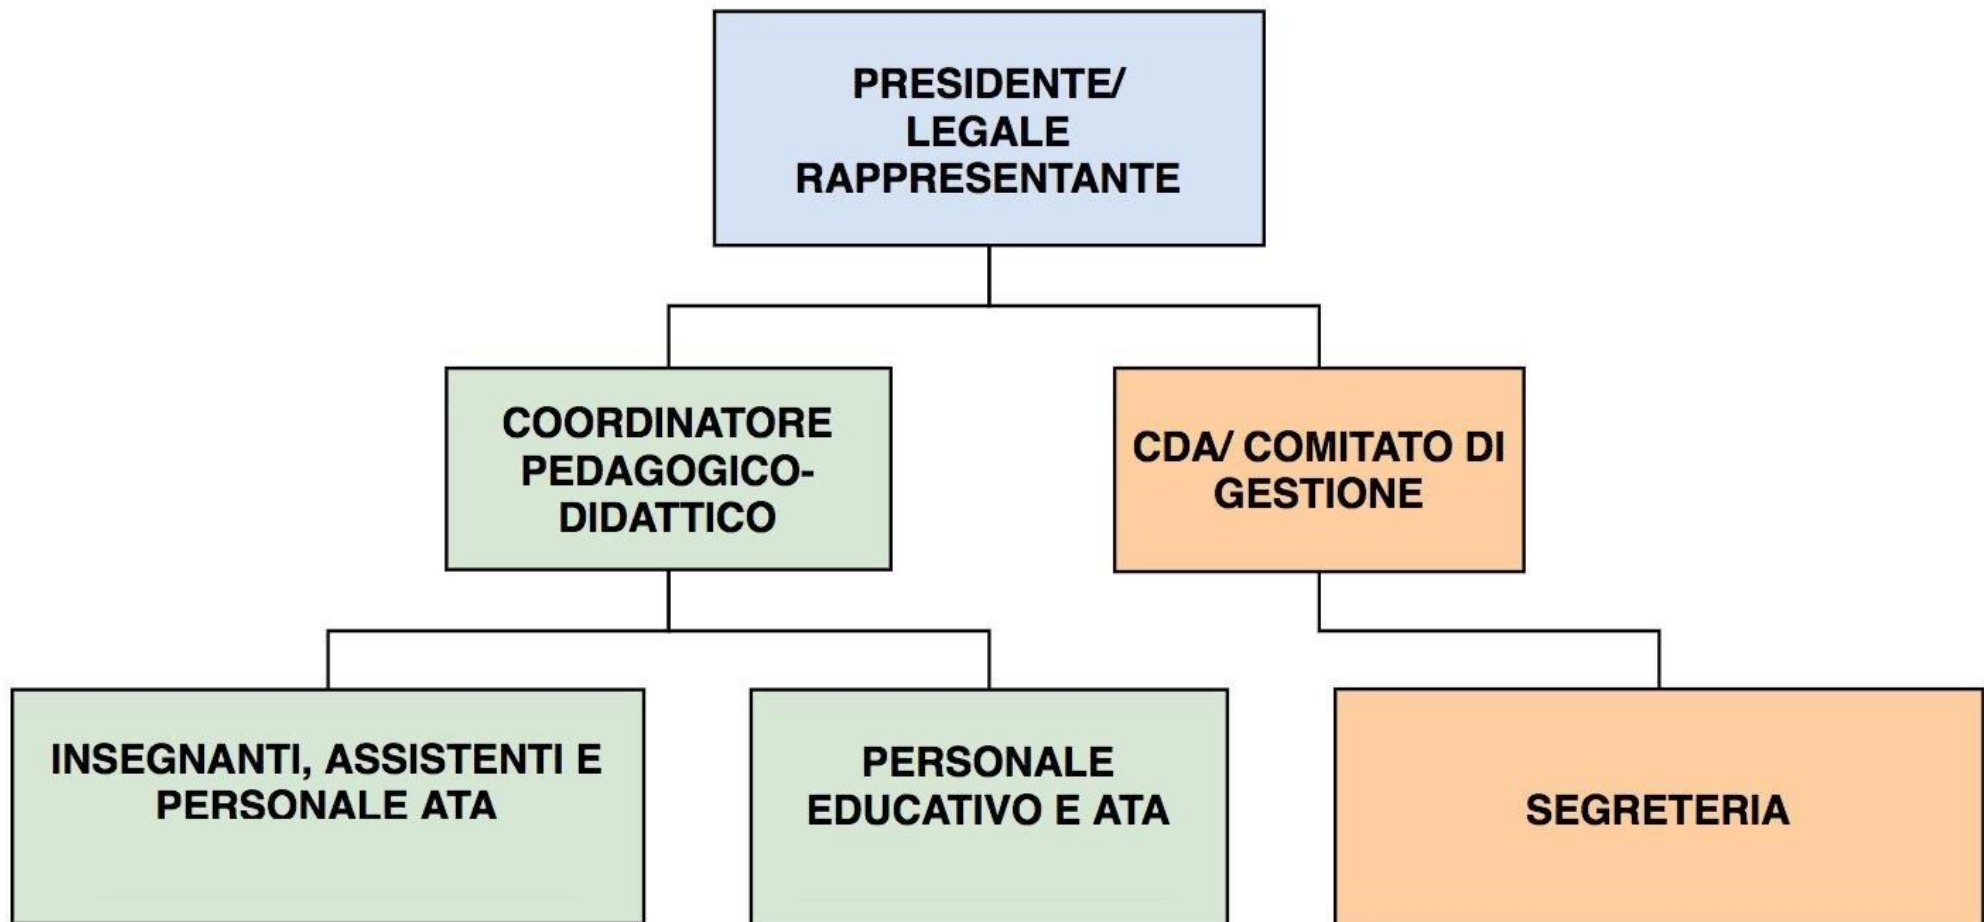 PRESIDENTE/
LEGALE
RAPPRESENTANTE
COORDINATORE
PEDAGOGICO-
DIDATTICO
CDA/ COMITATO DI
GESTIONE
INSEGNANTI, ASSISTENTI E
PERSONALE ATA
PERSONALE
EDUCATIVO E ATA
SEGRETERIA